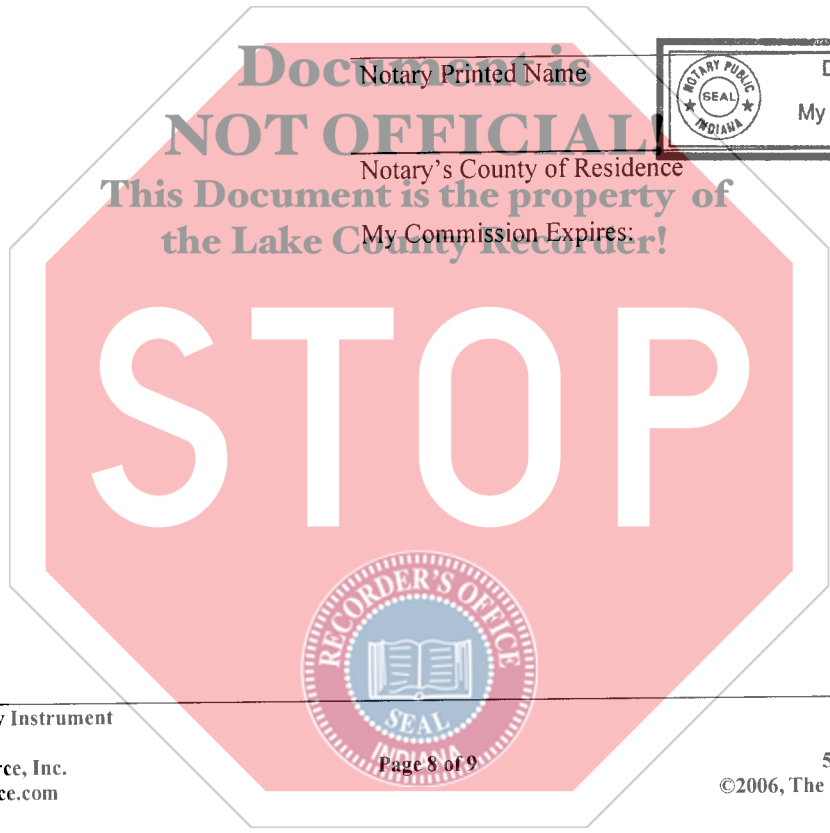 Document is
Notary Printed Name
NOTARY PUBLIC
SEAL
INDIANA
My
NOT OFFICIAL!
Notary's County of Residence
This Document is the property of
the Lake County Recorder!
My Commission Expires:
STOP
RECORDER'S OFFICE
SEAL
INDIANA
Instrument
Page 8 of 9
Inc.
©2006, The